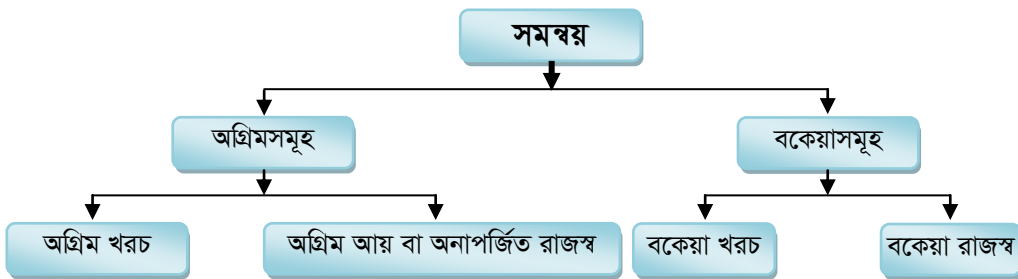 সমন্বয়
অগ্রিমসমূহ
বকেয়াসমূহ
অগ্রিম খরচ
অগ্রিম আয় বা অনাপর্জিত রাজস্ব
বকেয়া খরচ
বকেয়া রাজস্ব